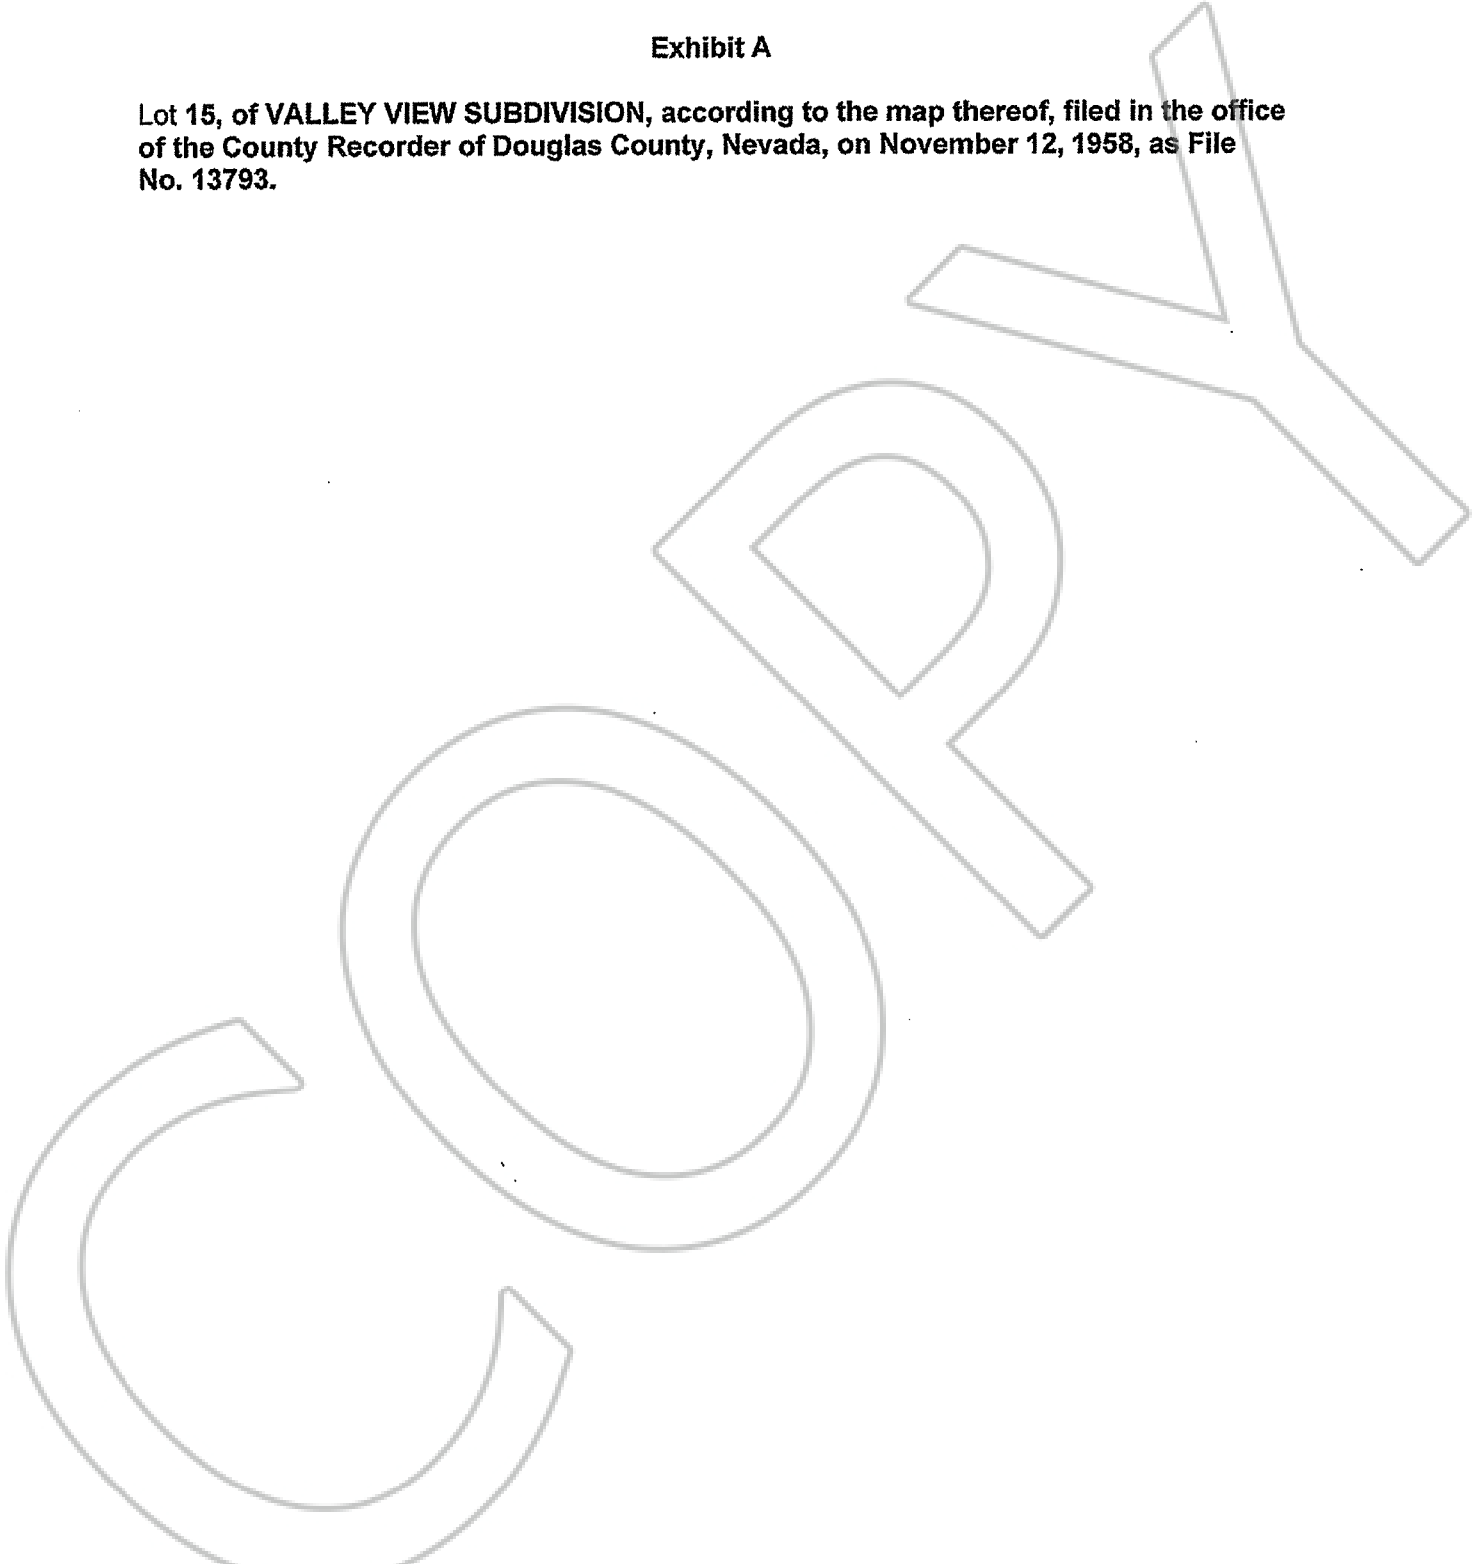 Exhibit A
Lot 15, of VALLEY VIEW SUBDIVISION, according to the map thereof, filed in the office
of the County Recorder of Douglas County, Nevada, on November 12, 1958, as File
No. 13793.
COPY